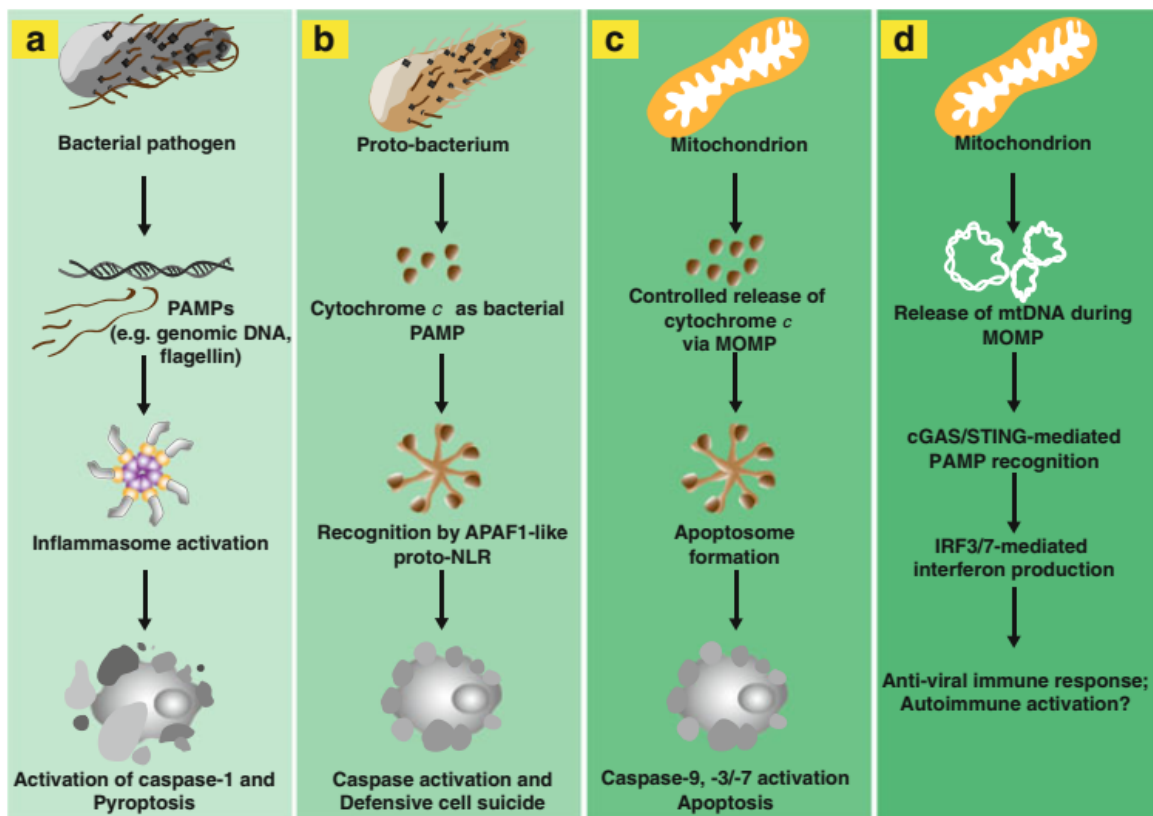 a
Bacterial pathogen
PAMPs
(e.g. genomic DNA,
flagellin)
Inflammasome activation
Activation of caspase-1 and
Pyroptosis
b
Proto-bacterium
Cytochrome c as bacterial
PAMP
Recognition by APAF1-like
proto-NLR
Caspase activation and
Defensive cell suicide
c
Mitochondrion
Controlled release of
cytochrome c
via MOMP
Apoptosome
formation
Caspase-9, -3/-7 activation
Apoptosis
d
Mitochondrion
Release of mtDNA during
MOMP
cGAS/STING-mediated
PAMP recognition
IRF3/7-mediated
interferon production
Anti-viral immune response;
Autoimmune activation?